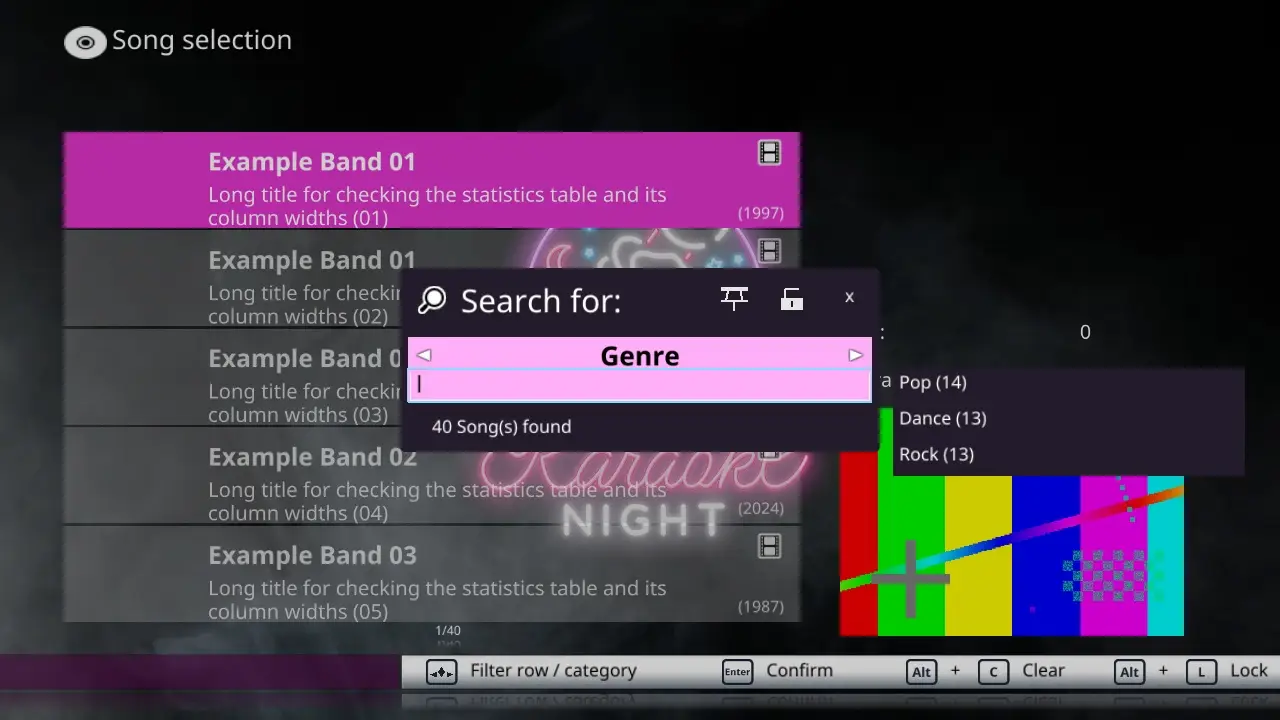 Song selection
Example Band 01
Long title for checking the statistics table and its
column widths (01)
(1997)
Example Band 01
Long title for checki
column widths (02)
Example Band 0
Long title for checkin
column widths (03)
Example Band 02
Long title for checking the statistics table and its
column widths (04)
(2024)
Example Band 03
Long title for checking the statistics table and its
column widths (05)
(1987)
1/40
Karaoke
NIGHT
Search for:
x
Genre
40 Song(s) found
: 0
Pop (14)
Dance (13)
Rock (13)
Filter row / category
Enter Confirm
Alt + C Clear
Alt + L Lock